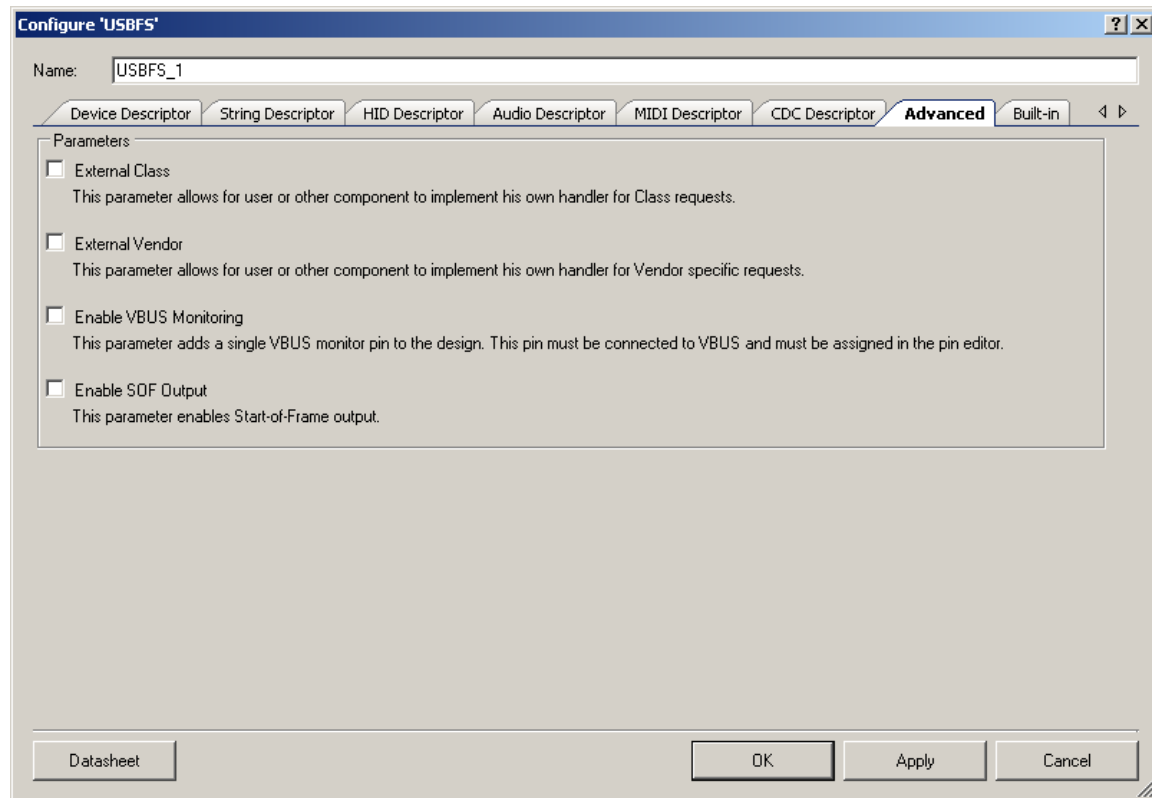 Configure 'USBFS'
Name: USBFS_1
Device Descriptor String Descriptor HID Descriptor Audio Descriptor MIDI Descriptor CDC Descriptor Advanced Built-in
Parameters
External Class
This parameter allows for user or other component to implement his own handler for Class requests.
External Vendor
This parameter allows for user or other component to implement his own handler for Vendor specific requests.
Enable VBUS Monitoring
This parameter adds a single VBUS monitor pin to the design. This pin must be connected to VBUS and must be assigned in the pin editor.
Enable SOF Output
This parameter enables Start-of-Frame output.
Datasheet OK Apply Cancel